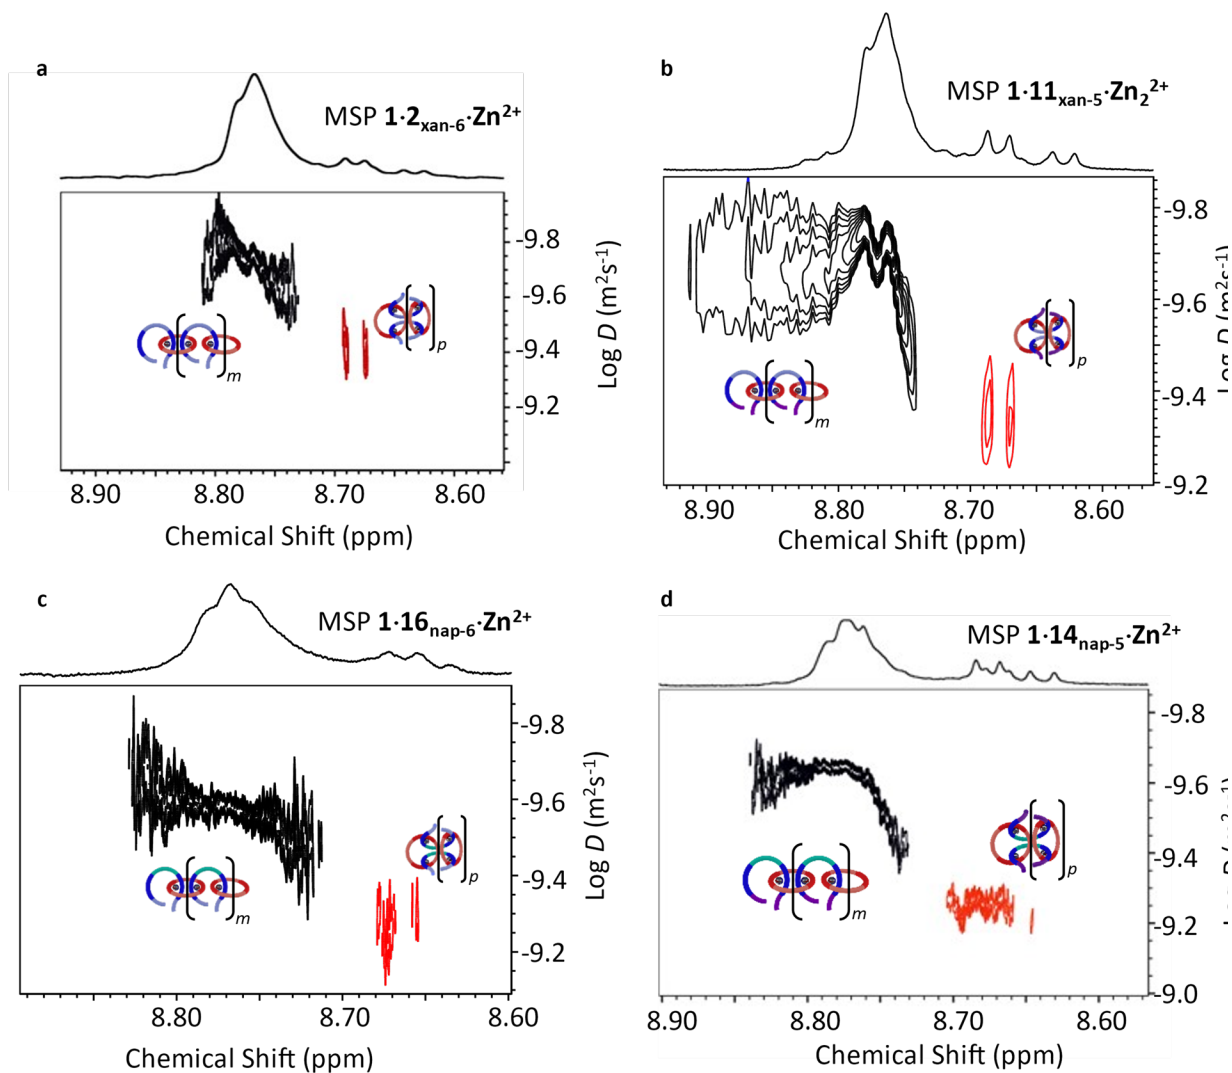 a
MSP 1·2xan-6·Zn2+
-9.8
-9.6
-9.4
-9.2
Log D (m2s-1)
m
p
8.90 8.80 8.70 8.60
Chemical Shift (ppm)
b
MSP 1·11xan-5·Zn22+
-9.8
-9.6
-9.4
-9.2
Log D (m2s-1)
m
p
8.90 8.80 8.70 8.60
Chemical Shift (ppm)
c
MSP 1·16nap-6·Zn2+
-9.8
-9.6
-9.4
-9.2
Log D (m2s-1)
m
p
8.80 8.70 8.60
Chemical Shift (ppm)
d
MSP 1·14nap-5·Zn2+
-9.8
-9.6
-9.4
-9.2
-9.0
m
p
8.90 8.80 8.70 8.60
Chemical Shift (ppm)